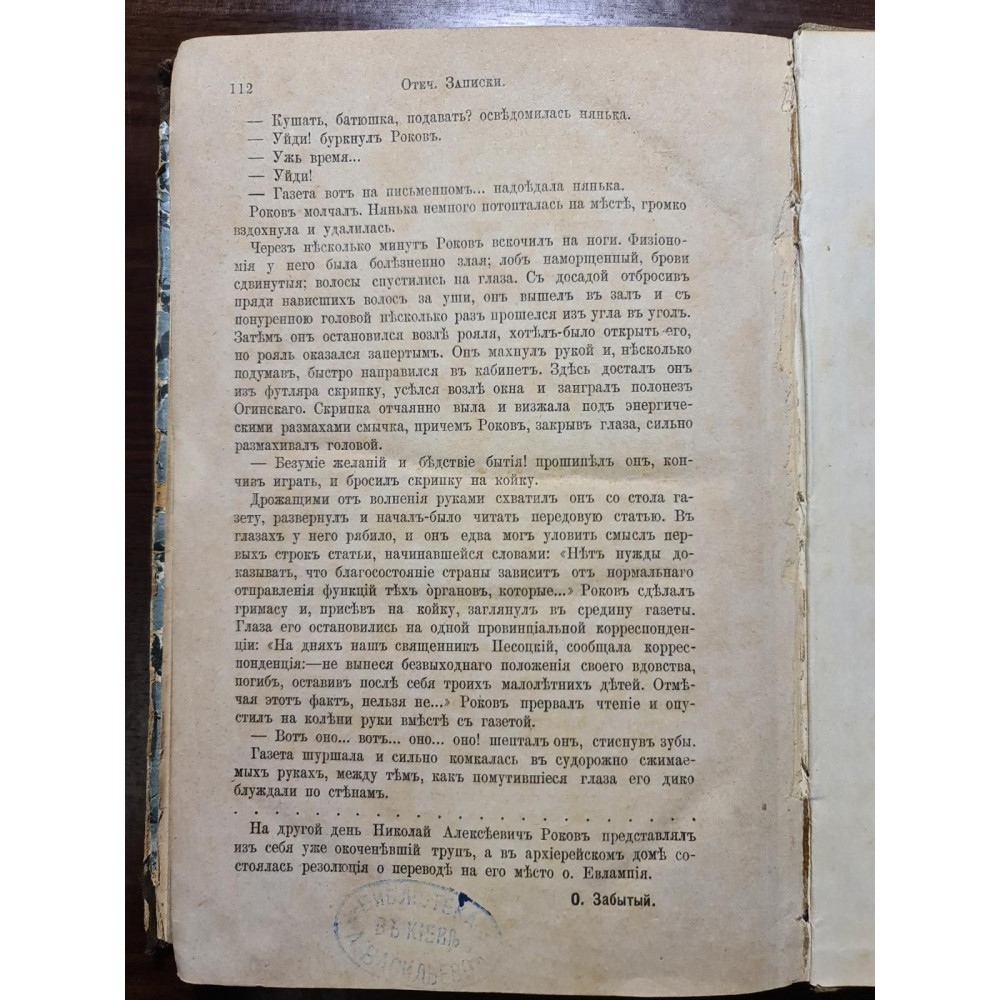 112
Отеч. Записки.
— Кушать, батюшка, подавать? освѣдомилась нянька.
— Уйди! буркнулъ Роковъ.
— Ужь время...
— Уйди!
— Газета вотъ на письменномъ... надоѣдала нянька.
Роковъ молчалъ. Нянька немного потопталась на мѣстѣ, громко
вздохнула и удалилась.
Черезъ нѣсколько минутъ Роковъ вскочилъ на ноги. Физіоно-
мія у него была болѣзненно злая; лобъ наморщенный, брови
сдвинутыя; волосы спустились на глаза. Съ досадой отбросивъ
пряди нависшихъ волосъ за уши, онъ вышелъ въ залъ и съ
понуренною головой нѣсколько разъ прошелся изъ угла въ уголъ.
Затѣмъ онъ остановился возлѣ рояля, хотѣлъ-было открыть его,
но рояль оказался запертымъ. Онъ махнулъ рукой и, нѣсколько
подумавъ, быстро направился въ кабинетъ. Здѣсь досталъ онъ
изъ футляра скрипку, усѣлся возлѣ окна и заигралъ полонезъ
Огинскаго. Скрипка отчаянно выла и визжала подъ энергиче-
скими размахами смычка, причемъ Роковъ, закрывъ глаза, сильно
размахивалъ головой.
— Безуміе желаній и бѣдствіе бытія! прошипѣлъ онъ, кон-
чивъ играть, и бросилъ скрипку на койку.
Дрожащими отъ волненія руками схватилъ онъ со стола га-
зету, развернулъ и началъ-было читать передовую статью. Въ
глазахъ у него рябило, и онъ едва могъ уловить смыслъ пер-
выхъ строкъ статьи, начинавшейся словами: «Нѣтъ нужды до-
казывать, что благосостояніе страны зависитъ отъ нормальнаго
отправленія функцій тѣхъ òргановъ, которые...» Роковъ сдѣлалъ
гримасу и, присѣвъ на койку, заглянулъ въ средину газеты.
Глаза его остановились на одной провинціальной корреспонден-
ціи: «На дняхъ нашъ священникъ Песоцкій, сообщала коррес-
понденція:—не вынеся безвыходнаго положенія своего вдовства,
погибъ, оставивъ послѣ себя троихъ малолѣтнихъ дѣтей. Отмѣ-
чая этотъ фактъ, нельзя не...» Роковъ прервалъ чтеніе и опу-
стилъ на колѣни руки вмѣстѣ съ газетой.
— Вотъ оно... вотъ... оно... оно! шепталъ онъ, стиснувъ зубы.
Газета шуршала и сильно комкалась въ судорожно сжимае-
мыхъ рукахъ, между тѣмъ, какъ помутившіеся глаза его дико
блуждали по стѣнамъ.
. . . . . . . . . . . . . . . . . . . . . .
На другой день Николай Алексѣевичъ Роковъ представлялъ
изъ себя уже окоченѣвшій трупъ, а въ архіерейскомъ домѣ со-
стоялась резолюція о переводѣ на его мѣсто о. Евлампія.
О. Забытый.
БИБЛІОТЕКА
ВЪ КІЕВѢ